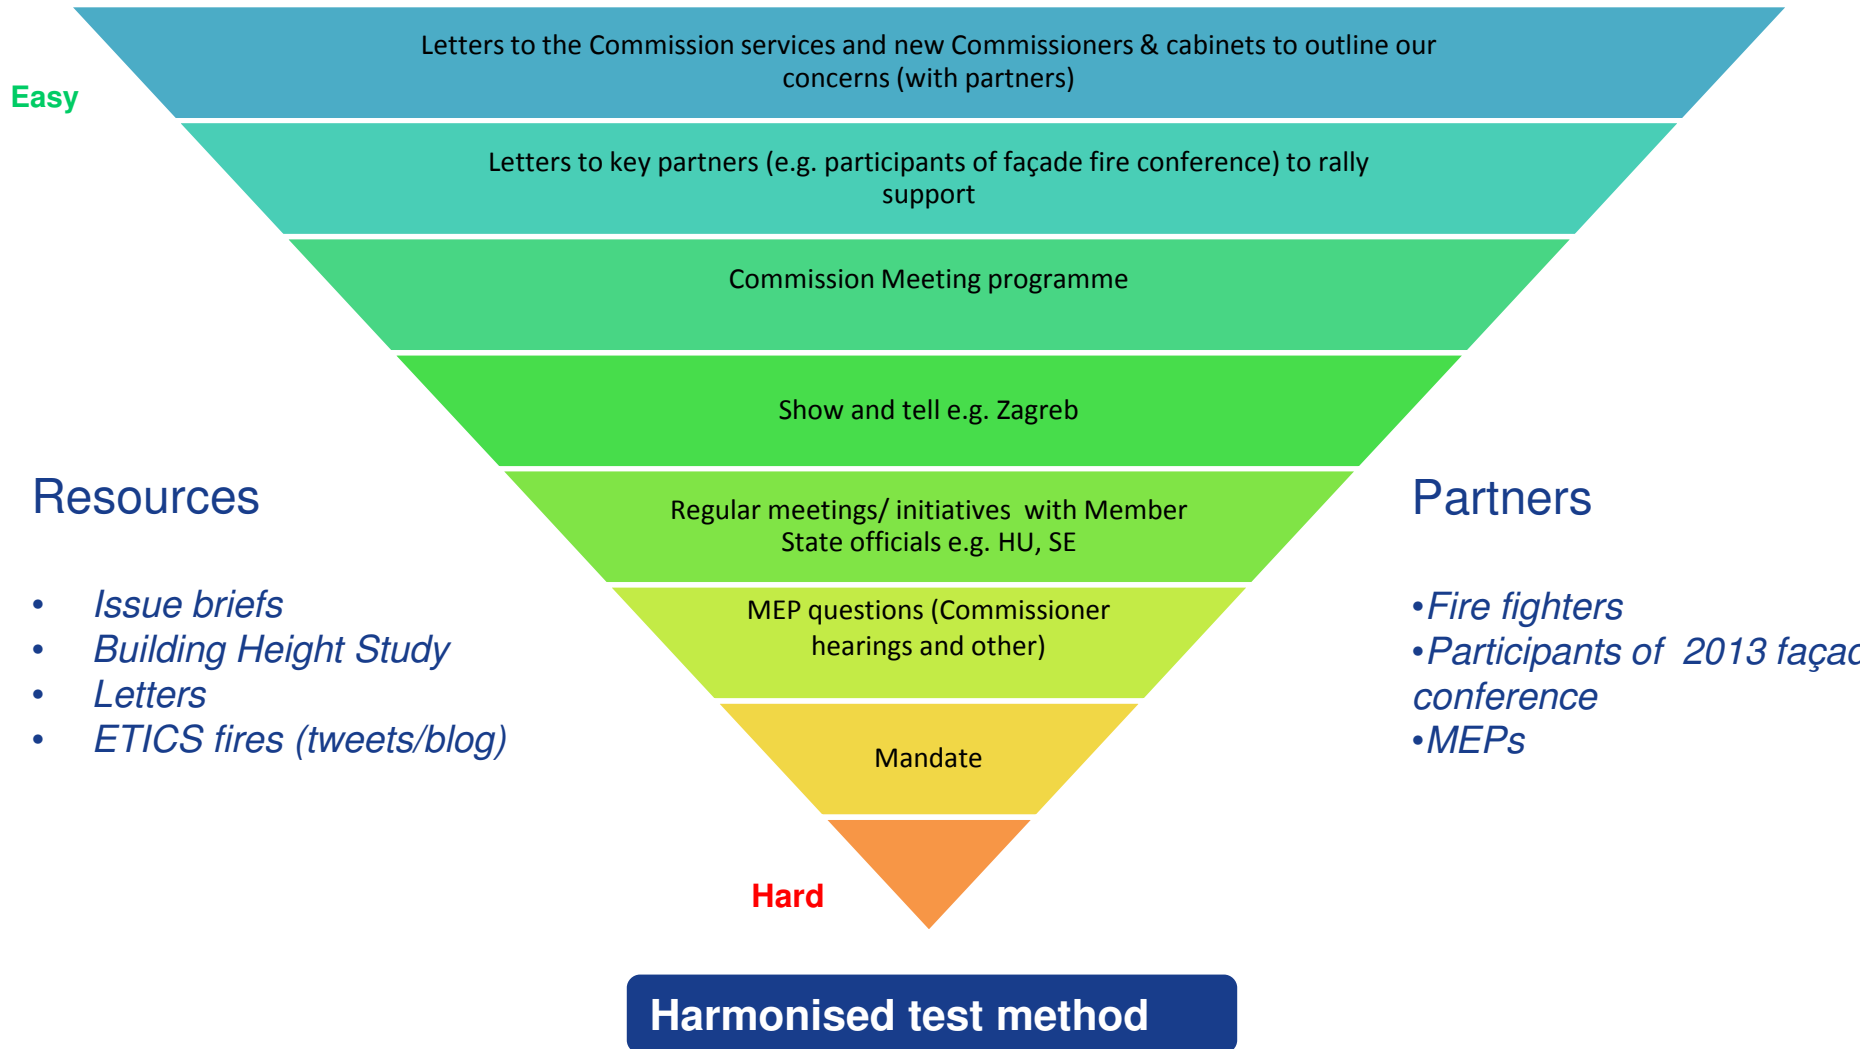 Letters to the Commission services and new Commissioners & cabinets to outline our
concerns (with partners)
Easy
Letters to key partners (e.g. participants of façade fire conference) to rally
support
Commission Meeting programme
Show and tell e.g. Zagreb
Regular meetings/ initiatives with Member
State officials e.g. HU, SE
MEP questions (Commissioner
hearings and other)
Mandate
Hard
Resources
• Issue briefs
• Building Height Study
• Letters
• ETICS fires (tweets/blog)
Partners
•Fire fighters
•Participants of 2013 façad
conference
•MEPs
Harmonised test method